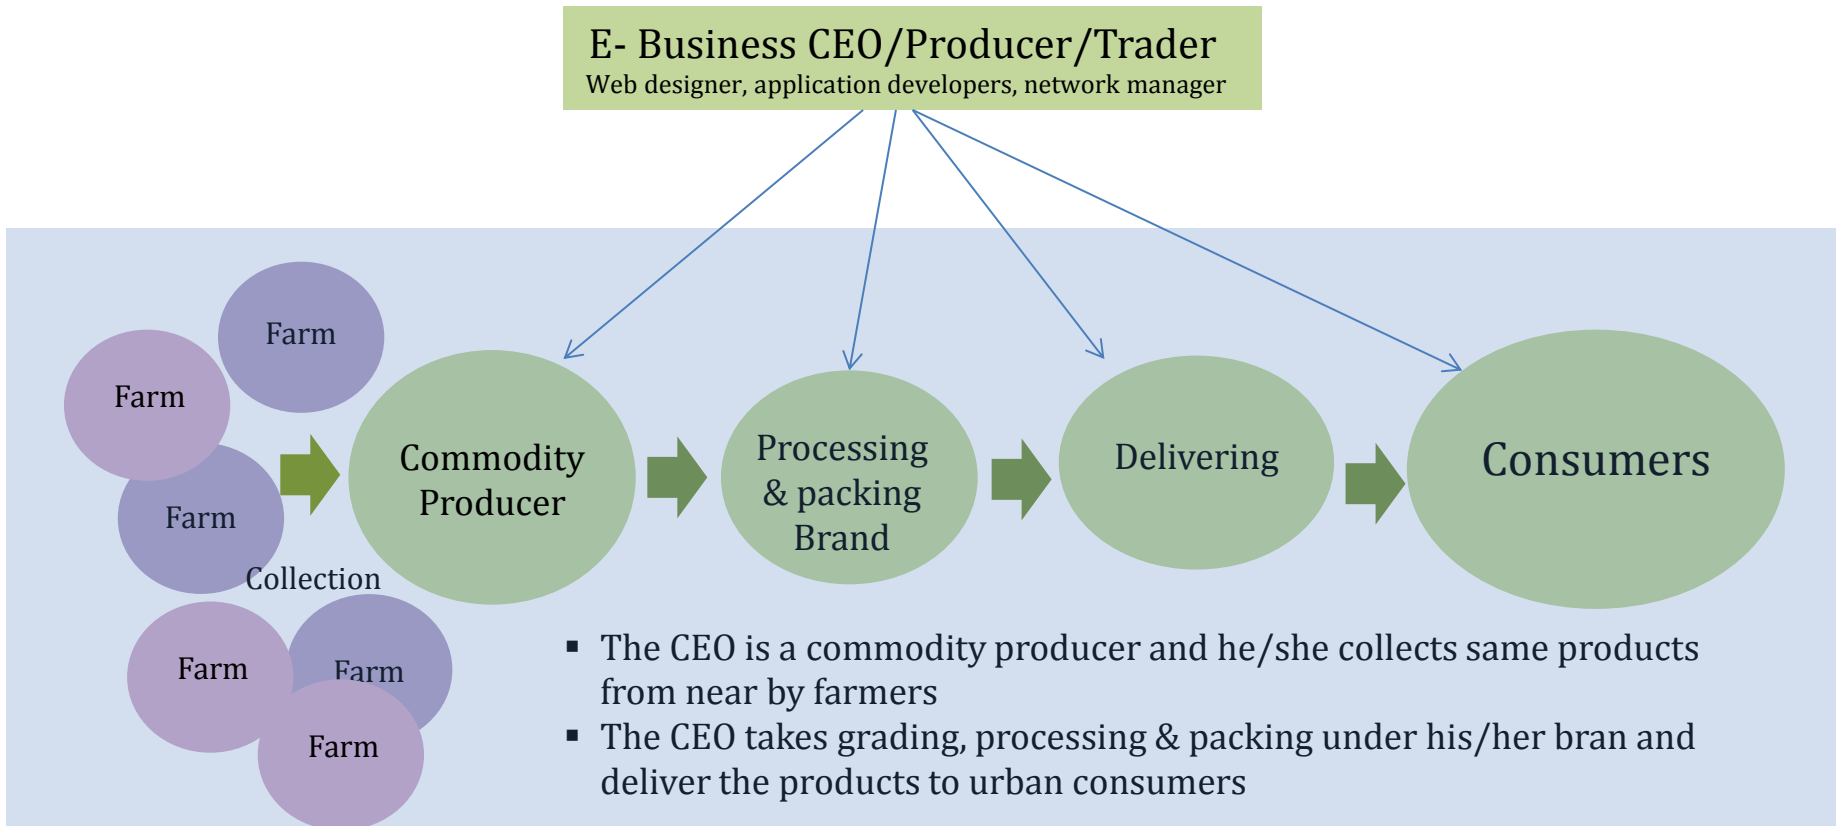 E- Business CEO/Producer/Trader
Web designer, application developers, network manager
Farm
Farm
Farm
Collection
Farm
Farm
Farm
Commodity
Producer
Processing
& packing
Brand
Delivering
Consumers
▪ The CEO is a commodity producer and he/she collects same products
from near by farmers
▪ The CEO takes grading, processing & packing under his/her bran and
deliver the products to urban consumers